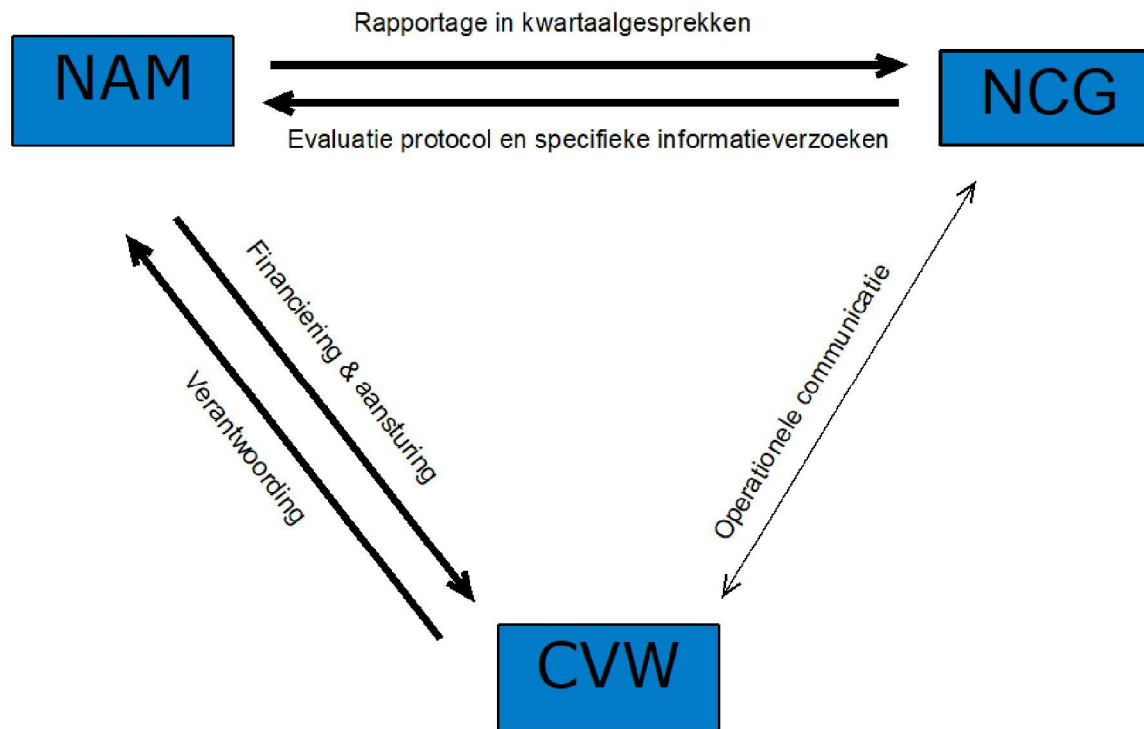 Rapportage in kwartaalgesprekken
NAM
NCG
Evaluatie protocol en specifieke informatieverzoeken
Financiering & aansturing
Verantwoording
Operationele communicatie
CVW